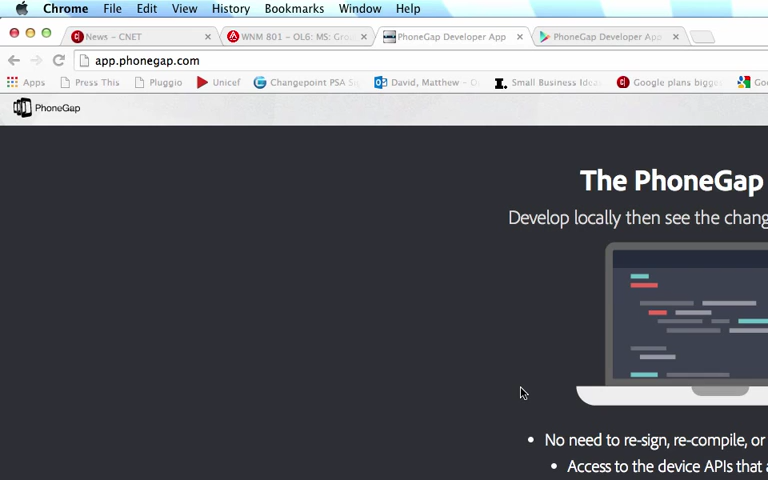 Chrome File Edit View History Bookmarks Window Help
News – CNET
WNM 801 – OL6: MS: Gro
PhoneGap Developer App
PhoneGap Developer App
app.phonegap.com
Apps Press This Pluggio Unicef Changepoint PSA Si David, Matthew – O Small Business Idea Google plans bigg Go
PhoneGap
The PhoneGap
Develop locally then see the chang
• No need to re-sign, re-compile, or
• Access to the device APIs that a